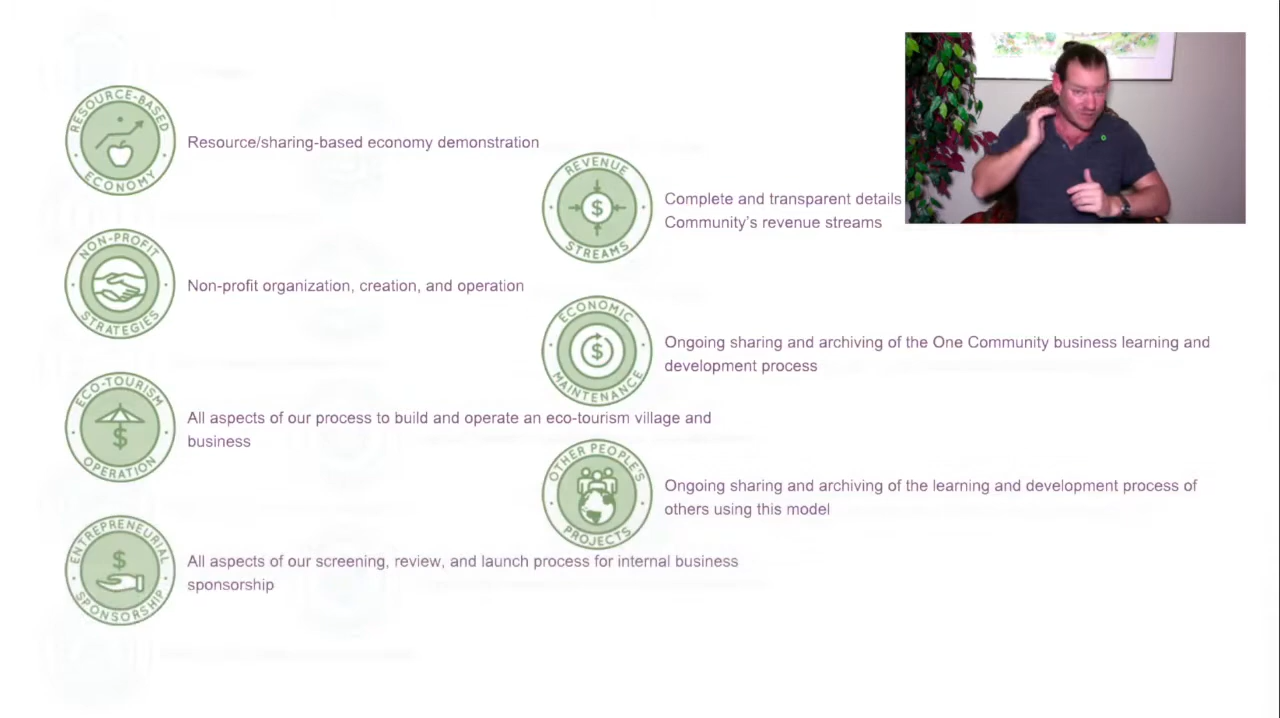 RESOURCE-BASED
ECONOMY
Resource/sharing-based economy demonstration
NON-PROFIT
STRATEGIES
Non-profit organization, creation, and operation
ECO-TOURISM
OPERATION
All aspects of our process to build and operate an eco-tourism village and
business
ENTREPRENEURIAL
SPONSORSHIP
All aspects of our screening, review, and launch process for internal business
sponsorship
REVENUE
STREAMS
Complete and transparent details
Community's revenue streams
ECONOMIC
MAINTENANCE
Ongoing sharing and archiving of the One Community business learning and
development process
OTHER PEOPLE'S
PROJECTS
Ongoing sharing and archiving of the learning and development process of
others using this model